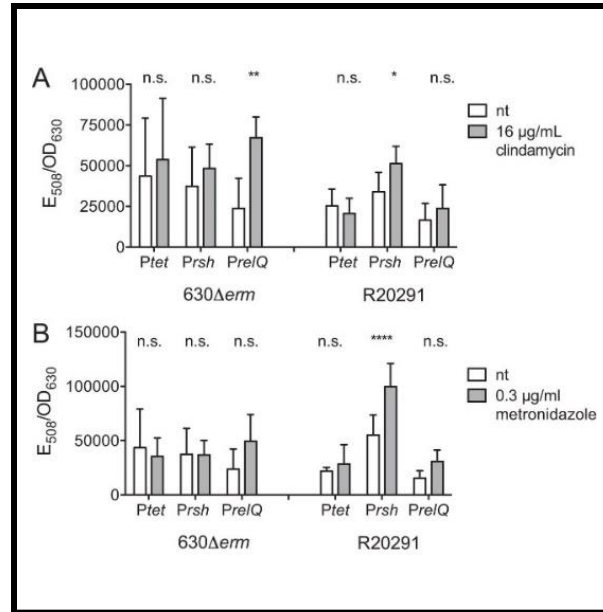 A
n.s. n.s. ** n.s. * n.s.
100000
75000
50000
25000
0
E508/OD630
nt
16 µg/mL
clindamycin
Ptet Prsh PrelQ Ptet Prsh PrelQ
630Δerm R20291
B
150000
n.s. n.s. n.s. n.s. **** n.s.
100000
50000
0
E508/OD630
nt
0.3 µg/ml
metronidazole
Ptet Prsh PrelQ Ptet Prsh PrelQ
630Δerm R20291